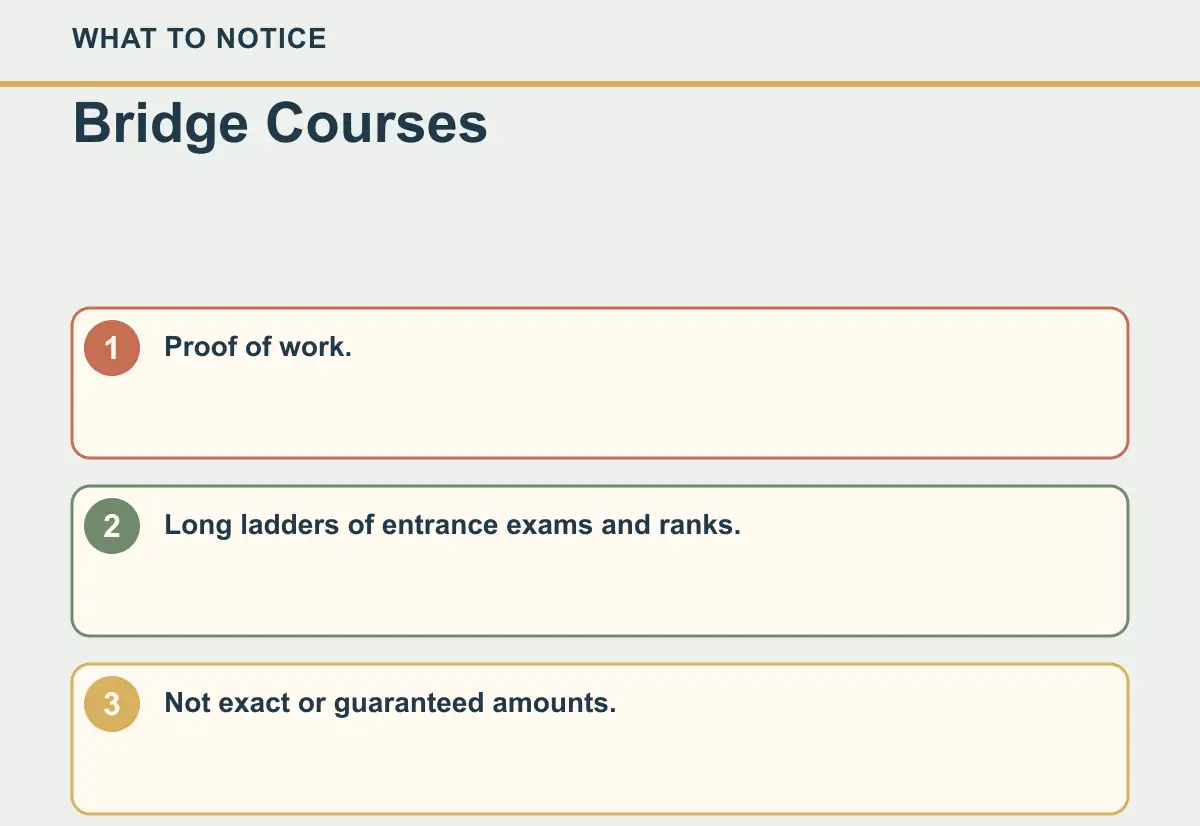 WHAT TO NOTICE
Bridge Courses
1
Proof of work.
2
Long ladders of entrance exams and ranks.
3
Not exact or guaranteed amounts.